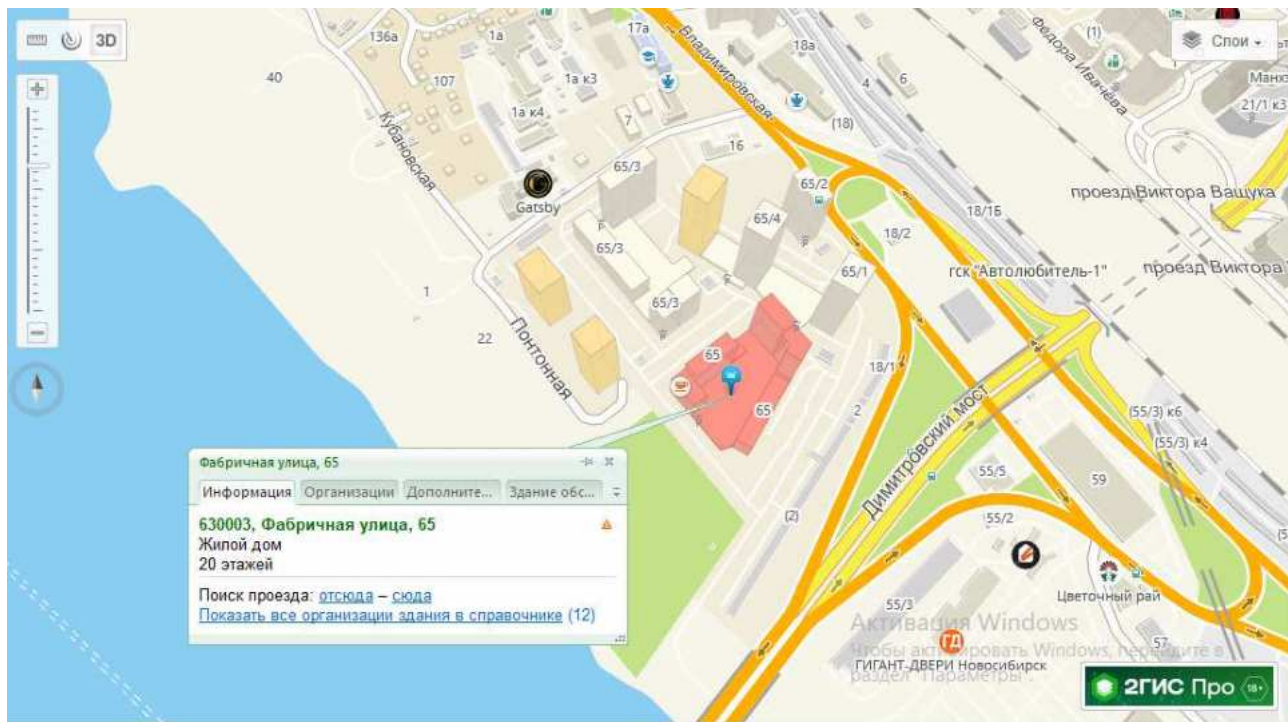 3D
136а
40
107
Кубановская
1а
1а к4
1а к3
7
17а
Владимировская
18а
4
6
(18)
16
Gatsby
65/3
65/2
65/4
65/3
65/3
65/1
18/2
18/1Б
гск "Автолюбитель-1"
Фёдора Ивачёва
(1)
Слои
Манж
21/1 к3
проезд Виктора Ващука
проезд Виктора
1
22
Понтонная
65
65
18/1
2
(2)
Димитровский мост
(55/3) к6
(55/3) к4
59
55/5
55/2
55/3
57
Цветочный рай
ГИГАНТ-ДВЕРИ Новосибирск
Фабричная улица, 65
Информация
Организации
Дополните...
Здание обс...
630003, Фабричная улица, 65
Жилой дом
20 этажей
Поиск проезда: отсюда – сюда
Показать все организации здания в справочнике (12)
Активация Windows
Чтобы активировать Windows, перейдите в
раздел "Параметры".
2ГИС Про 18+